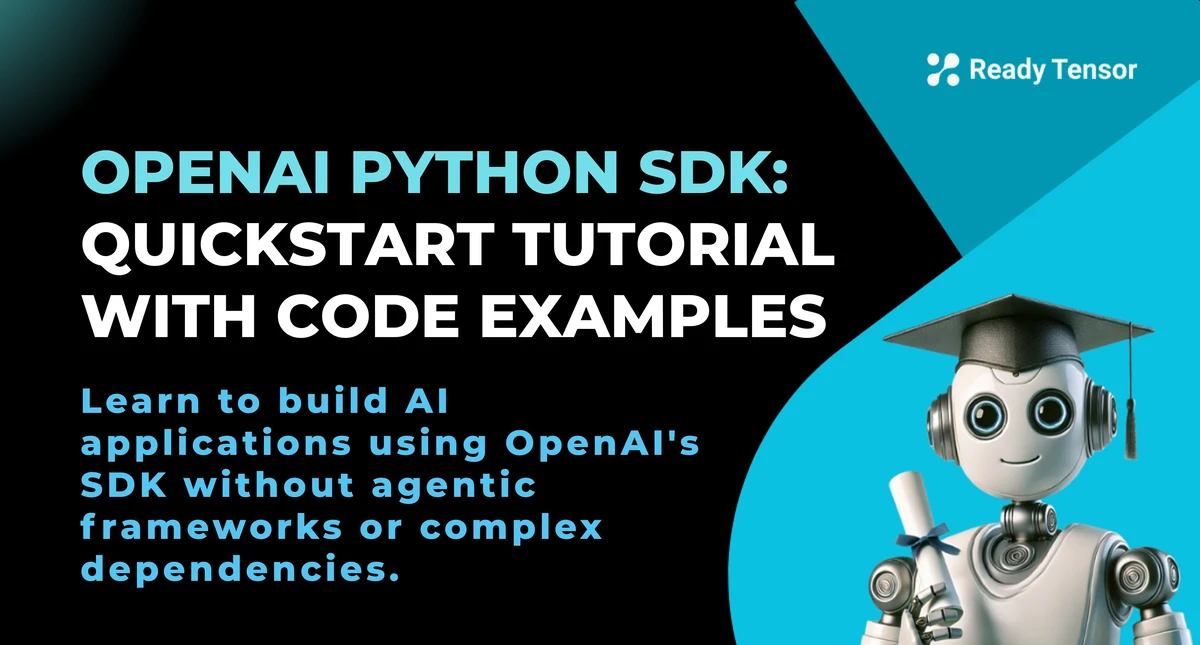 Ready Tensor
OPENAI PYTHON SDK:
QUICKSTART TUTORIAL
WITH CODE EXAMPLES
Learn to build AI
applications using OpenAI's
SDK without agentic
frameworks or complex
dependencies.